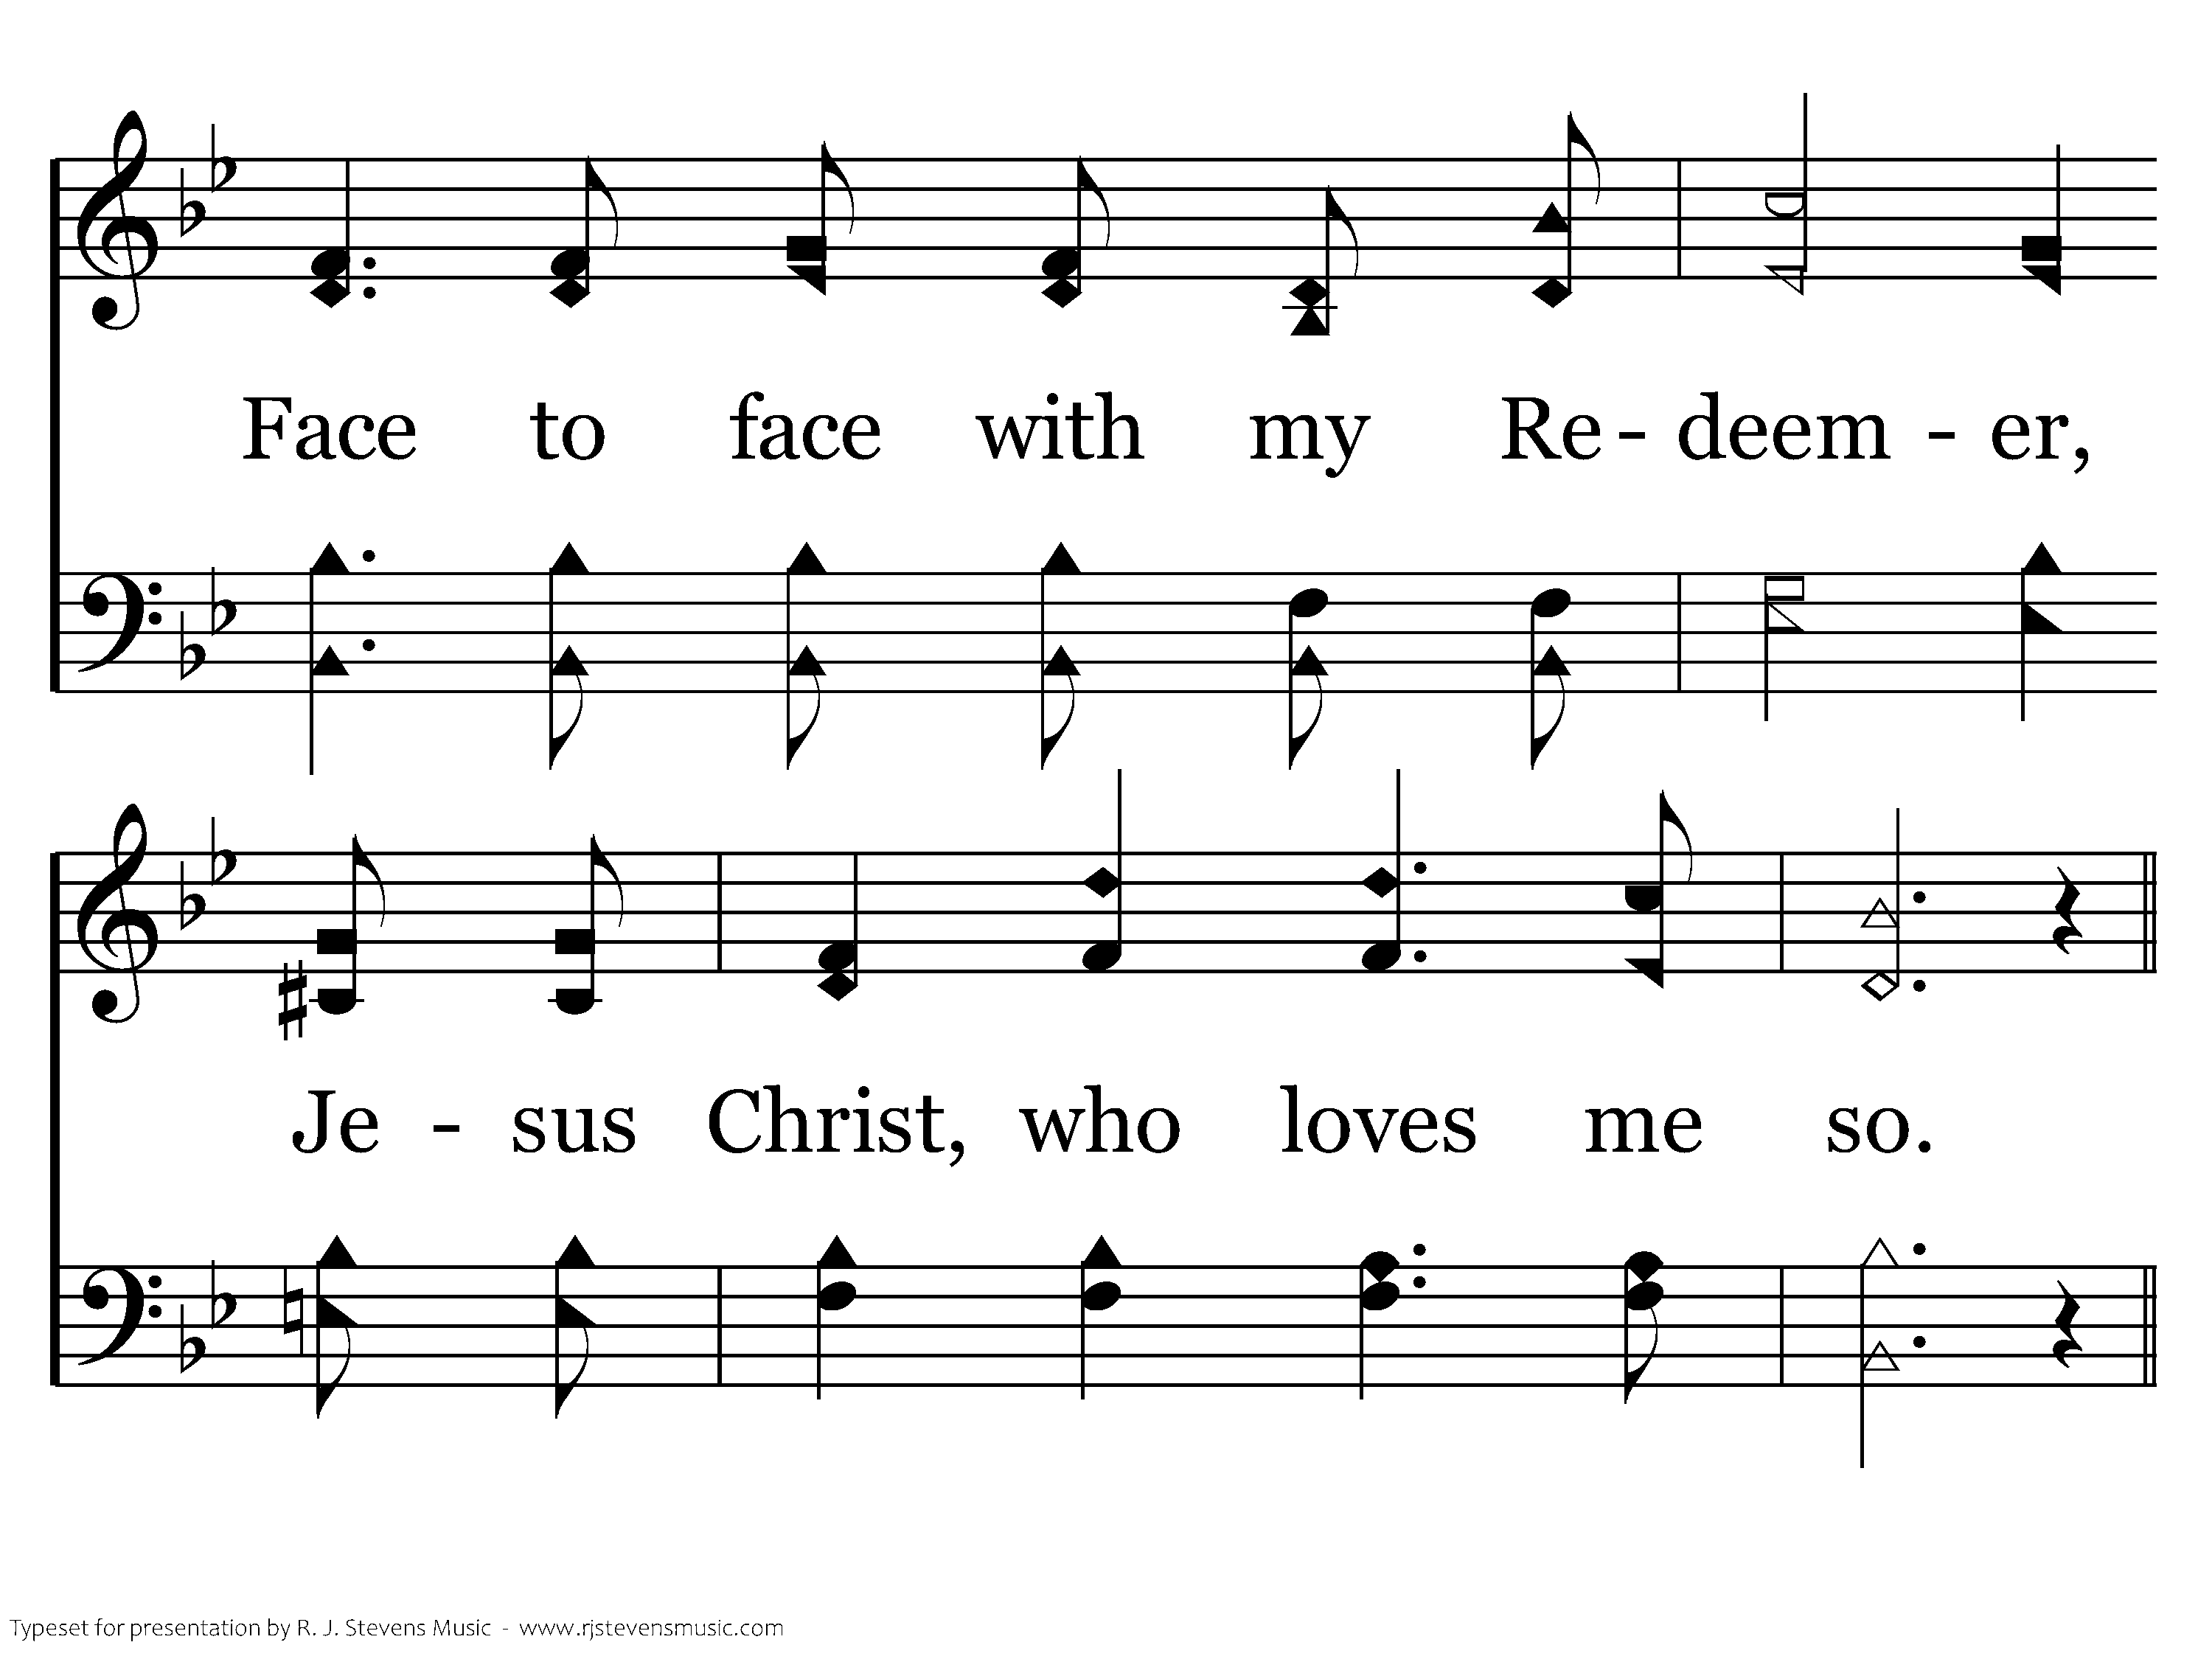 Face to face with my Re - deem - er,
Je - sus Christ, who loves me so.
Typeset for presentation by R. J. Stevens Music - www.rjstevensmusic.com